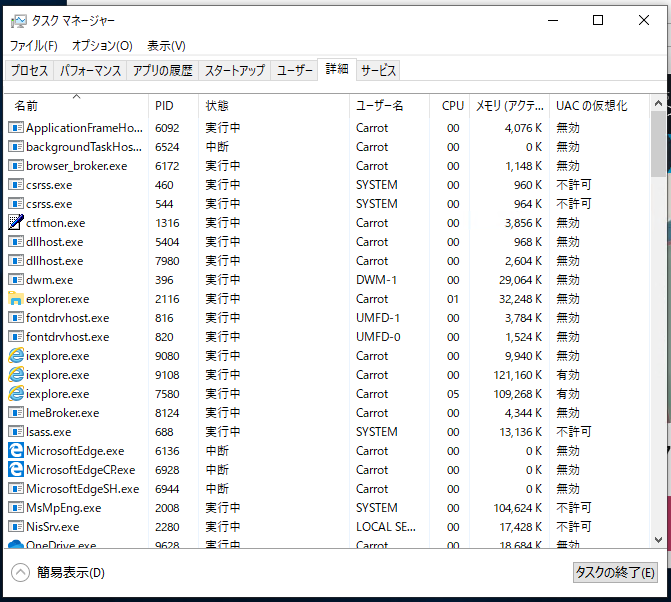 タスク マネージャー
ファイル(F) オプション(O) 表示(V)
プロセス パフォーマンス アプリの履歴 スタートアップ ユーザー 詳細 サービス
名前 PID 状態 ユーザー名 CPU メモリ (アクテ... UAC の仮想化
ApplicationFrameHo... 6092 実行中 Carrot 00 4,076 K 無効
backgroundTaskHos... 6524 中断 Carrot 00 0 K 無効
browser_broker.exe 6172 実行中 Carrot 00 1,148 K 無効
csrss.exe 460 実行中 SYSTEM 00 960 K 不許可
csrss.exe 544 実行中 SYSTEM 00 964 K 不許可
ctfmon.exe 1316 実行中 Carrot 00 3,856 K 無効
dllhost.exe 5404 実行中 Carrot 00 968 K 無効
dllhost.exe 7980 実行中 Carrot 00 2,604 K 無効
dwm.exe 396 実行中 DWM-1 00 29,064 K 無効
explorer.exe 2116 実行中 Carrot 01 32,248 K 無効
fontdrvhost.exe 816 実行中 UMFD-1 00 3,784 K 無効
fontdrvhost.exe 820 実行中 UMFD-0 00 1,524 K 無効
iexplore.exe 9080 実行中 Carrot 00 9,940 K 無効
iexplore.exe 9108 実行中 Carrot 00 121,160 K 有効
iexplore.exe 7580 実行中 Carrot 05 109,268 K 有効
ImeBroker.exe 8124 実行中 Carrot 00 4,344 K 無効
lsass.exe 688 実行中 SYSTEM 00 13,136 K 不許可
MicrosoftEdge.exe 6136 中断 Carrot 00 0 K 無効
MicrosoftEdgeCP.exe 6928 中断 Carrot 00 0 K 無効
MicrosoftEdgeSH.exe 6944 中断 Carrot 00 0 K 無効
MsMpEng.exe 2008 実行中 SYSTEM 00 104,624 K 不許可
NisSrv.exe 2280 実行中 LOCAL SE... 00 17,428 K 不許可
OneDrive.exe 9628 実行中 Carrot 00 18,684 K 無効
簡易表示(D) タスクの終了(E)